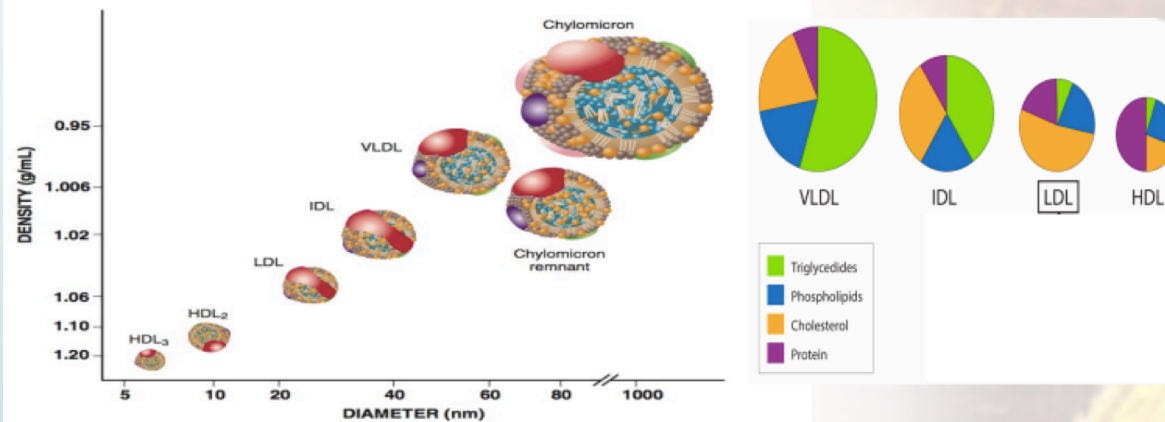 Chylomicron
0.95
VLDL
1.006
IDL
1.02
Chylomicron
remnant
LDL
1.06
HDL2
1.10
HDL3
1.20
DENSITY (g/mL)
5 10 20 40 60 80 1000
DIAMETER (nm)
VLDL IDL LDL HDL
Triglycedides
Phospholipids
Cholesterol
Protein